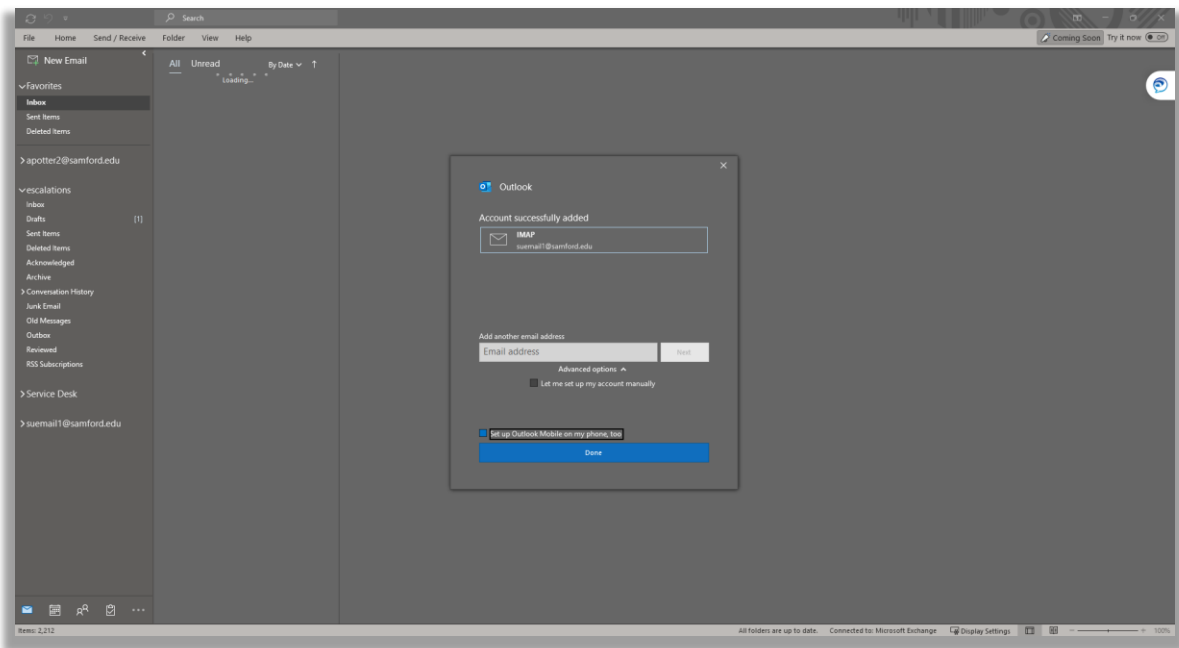 Search
File Home Send / Receive Folder View Help
Coming Soon Try it now Off
New Email
All Unread By Date
Loading...
Favorites
Inbox
Sent Items
Deleted Items
apotter2@samford.edu
escalations
Inbox
Drafts [1]
Sent Items
Deleted Items
Acknowledged
Archive
Conversation History
Junk Email
Old Messages
Outbox
Reviewed
RSS Subscriptions
Service Desk
suemail1@samford.edu
Outlook
Account successfully added
IMAP
suemail1@samford.edu
Add another email address
Email address Next
Advanced options
Let me set up my account manually
Set up Outlook Mobile on my phone, too
Done
Items: 2,212
All folders are up to date. Connected to: Microsoft Exchange Display Settings 100%